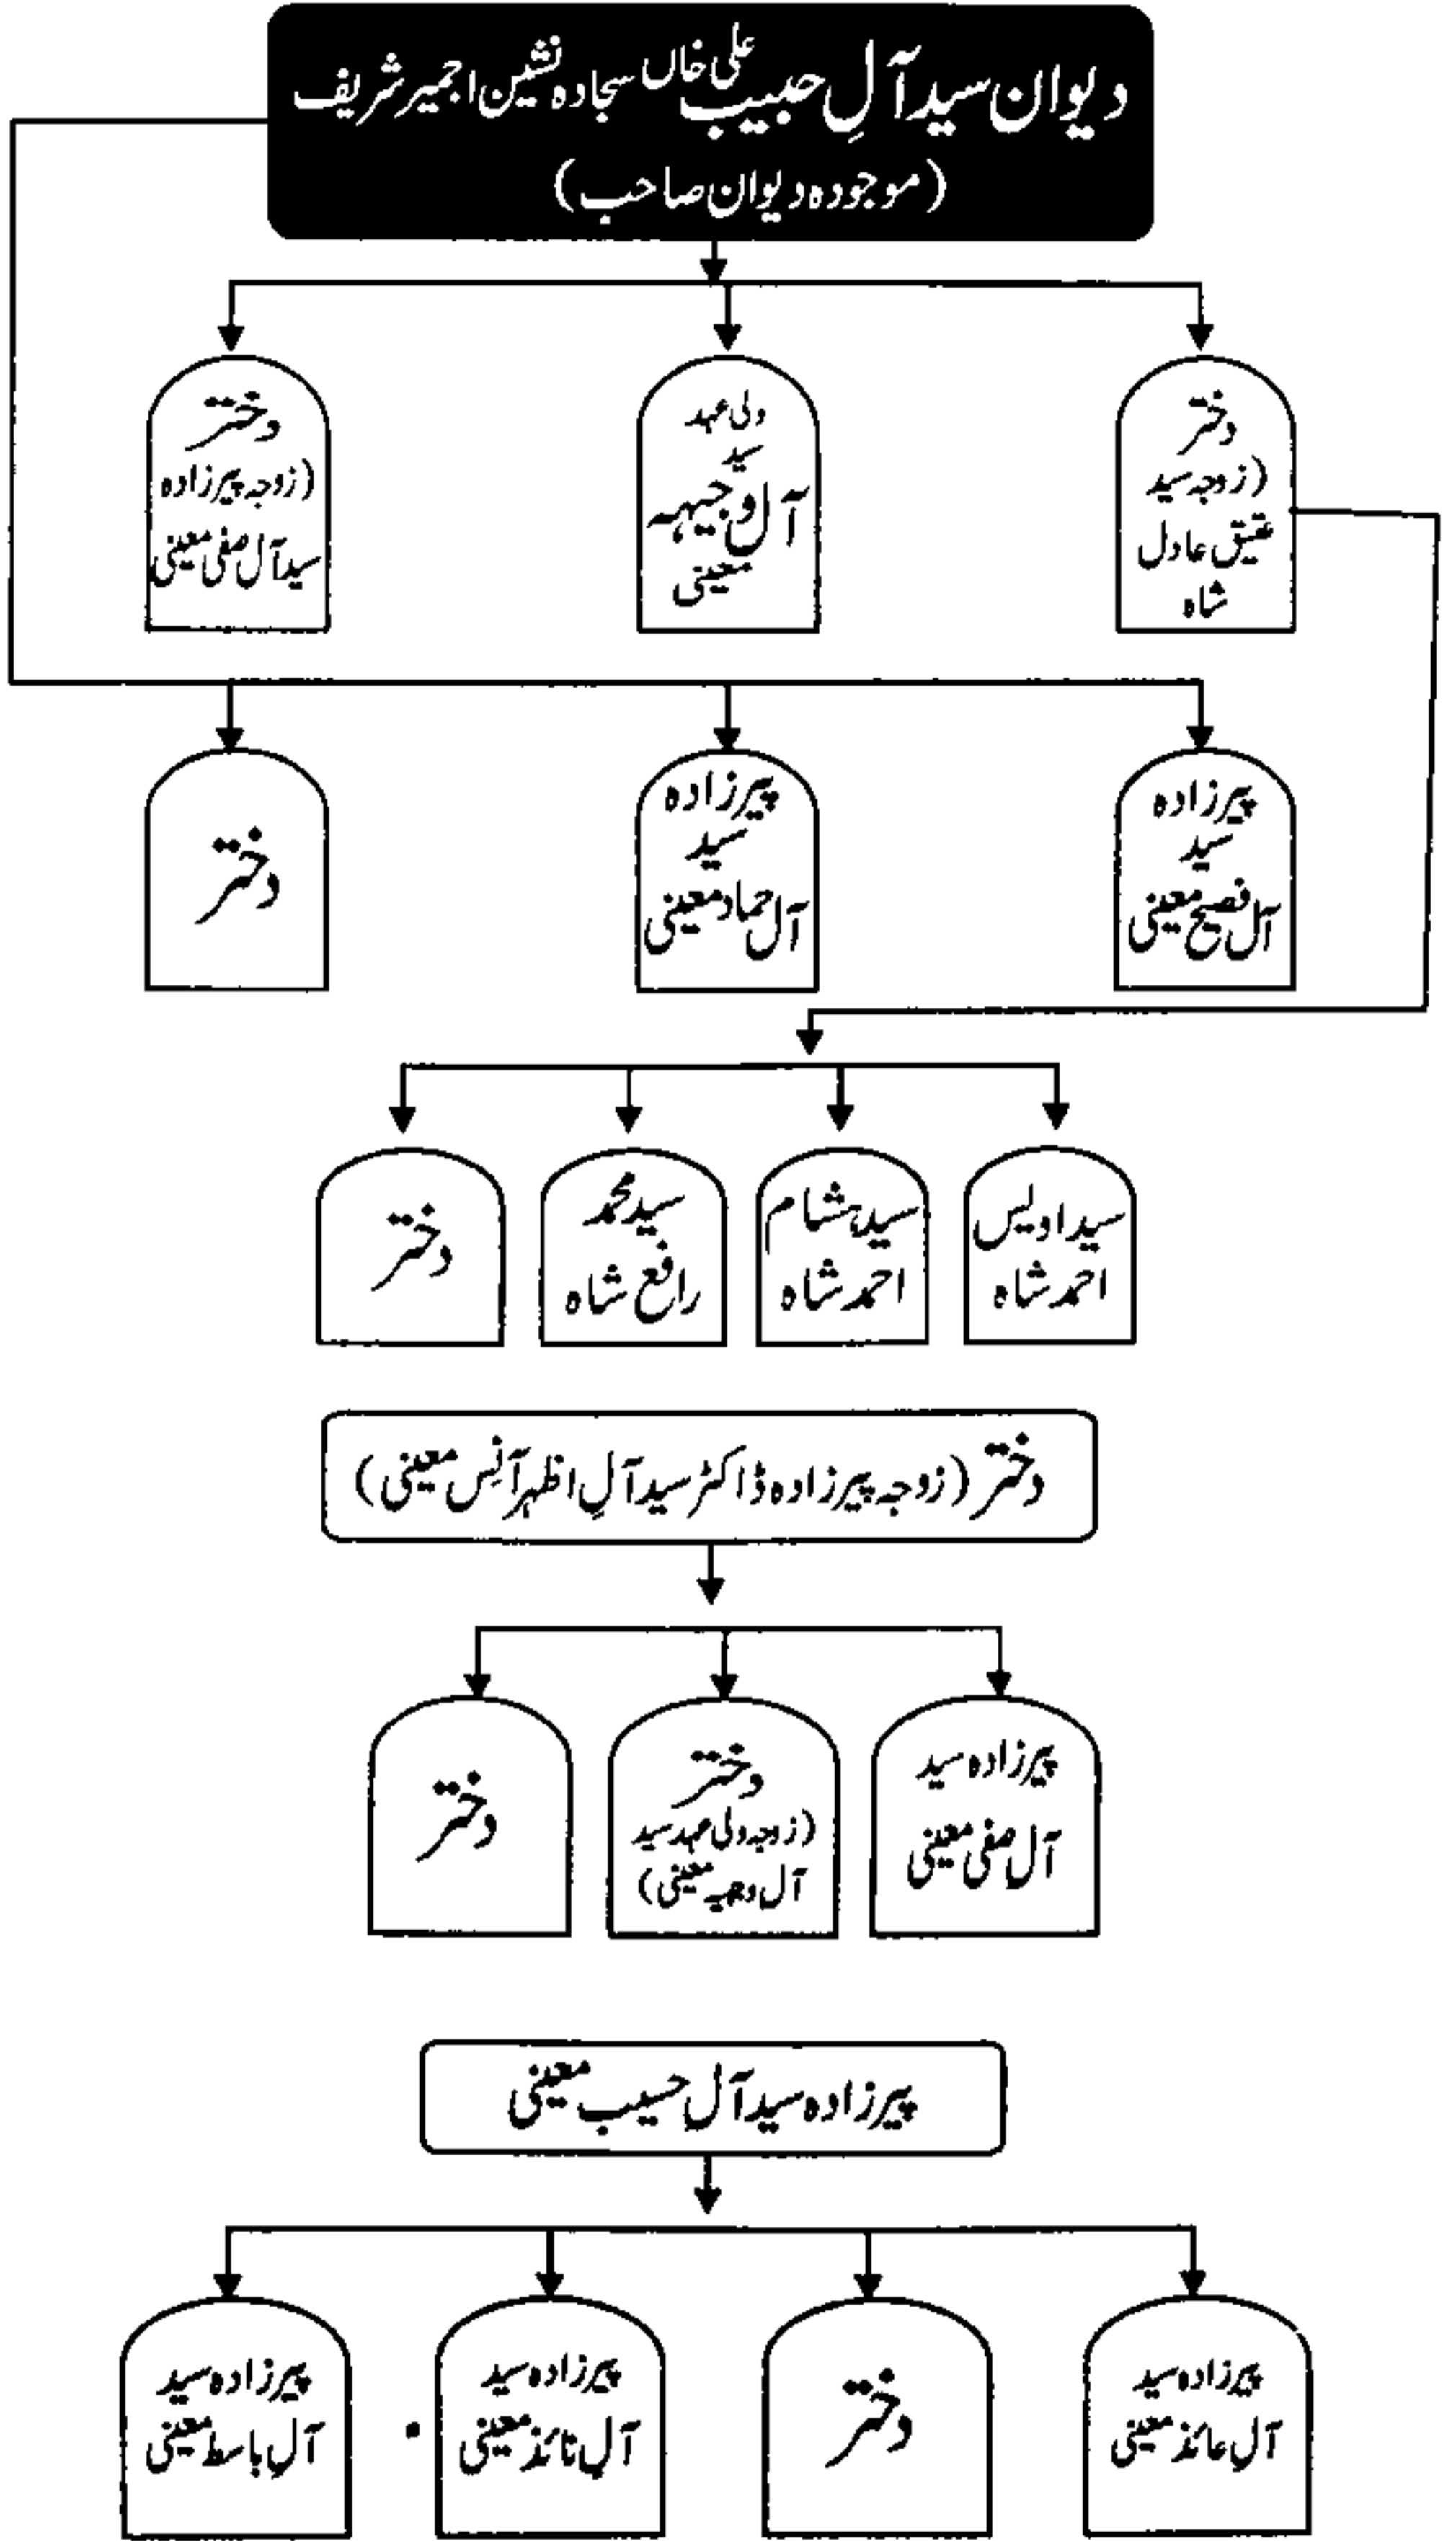 دیوان سید آلِ حبیب علی خاں سجادہ نشین اجمیر شریف
(موجودہ دیوان صاحب)
دختر
(زوجہ سید
عتیق عادل
شاہ
ولی عہد
سید
آل وجیہہ
معینی
دختر
(زوجہ پیرزادہ
سید آل صفی معینی
پیرزادہ
سید
آل فصیح معینی
پیرزادہ
سید
آل حماد معینی
دختر
سید اویس
احمد شاہ
سید ہشام
احمد شاہ
سید محمد
رافع شاہ
دختر
دختر (زوجہ پیرزادہ ڈاکٹر سید آلِ اظہر آنِس معینی)
پیرزادہ سید
آل صفی معینی
دختر
(زوجہ ولی عہد سید
آل وجیہہ معینی)
دختر
پیرزادہ سید آل حسیب معینی
پیرزادہ سید
آلِ عائذ معینی
دختر
پیرزادہ سید
آل معینی
پیرزادہ سید
آلِ باسط معینی